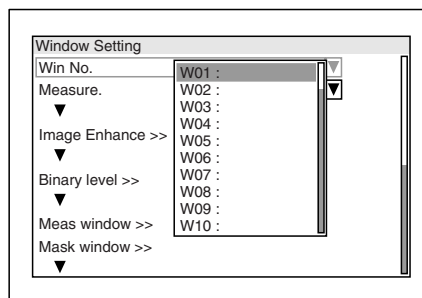 Window Setting
Win No.
Measure.
▼
Image Enhance >>
▼
Binary level >>
▼
Meas window >>
Mask window >>
▼
W01 :
W02 :
W03 :
W04 :
W05 :
W06 :
W07 :
W08 :
W09 :
W10 :